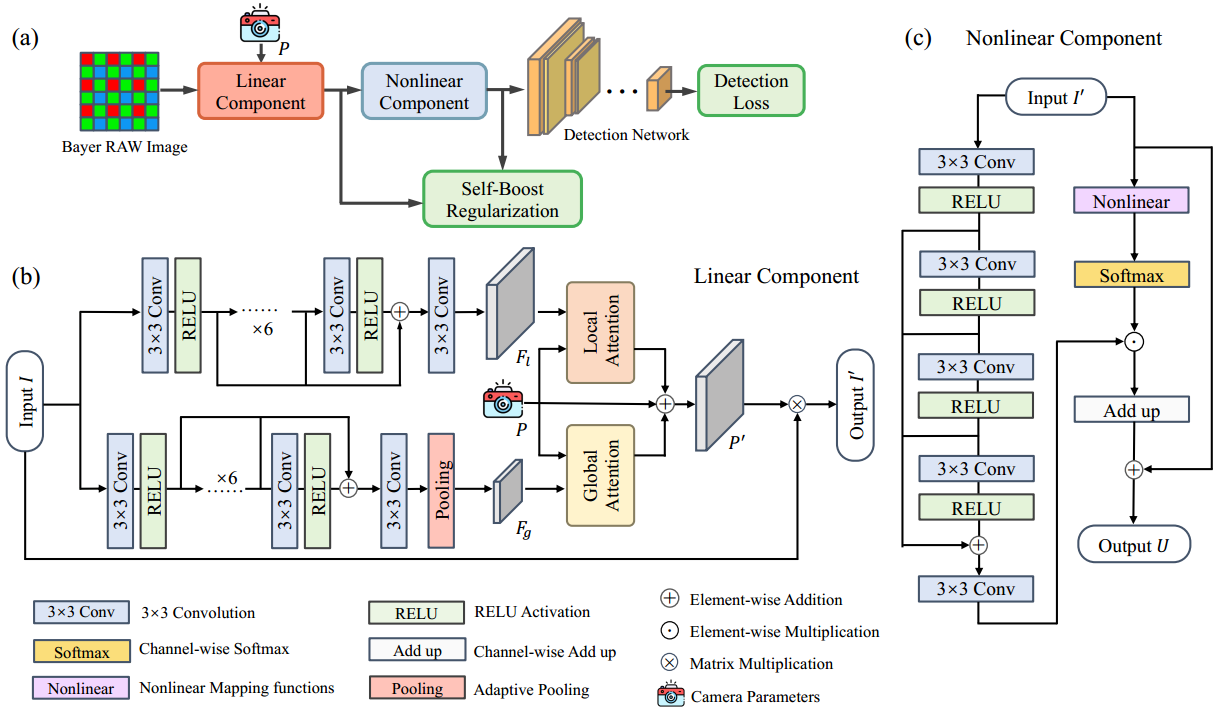 (a)
P
Bayer RAW Image
Linear
Component
Nonlinear
Component
Detection Network
Detection
Loss
Self-Boost
Regularization
(b)
Linear Component
Input I
3×3 Conv
RELU
......
×6
3×3 Conv
RELU
+
3×3 Conv
F_l
Local
Attention
P
3×3 Conv
RELU
×6
......
3×3 Conv
RELU
+
3×3 Conv
Pooling
F_g
Global
Attention
+
P′
×
Output I′
(c)
Nonlinear Component
Input I′
3×3 Conv
RELU
3×3 Conv
RELU
3×3 Conv
RELU
3×3 Conv
RELU
+
3×3 Conv
Nonlinear
Softmax
Add up
+
Output U
3×3 Conv
3×3 Convolution
RELU
RELU Activation
+
Element-wise Addition
Softmax
Channel-wise Softmax
Add up
Channel-wise Add up
Element-wise Multiplication
Nonlinear
Nonlinear Mapping functions
Pooling
Adaptive Pooling
×
Matrix Multiplication
Camera Parameters